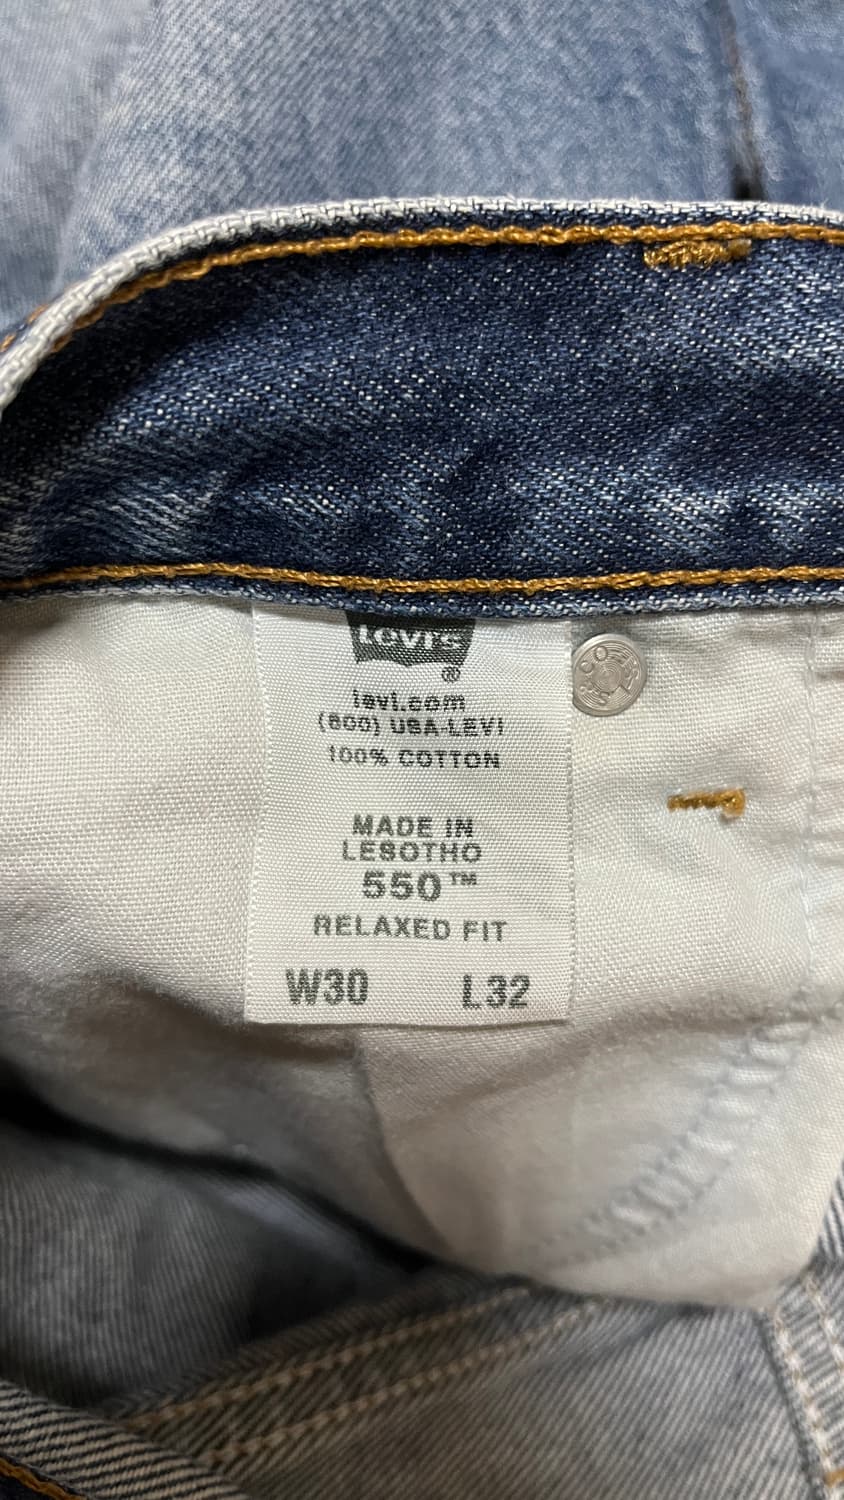 Levi's
®
levi.com
(800) USA-LEVI
100% COTTON
MADE IN
LESOTHO
550™
RELAXED FIT
W30 L32